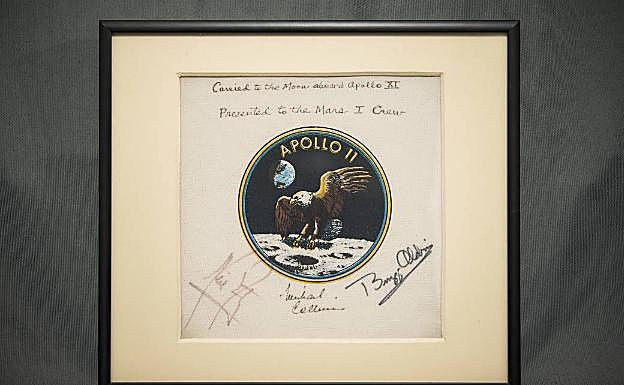 Carried to the Moon aboard Apollo XI
Presented to the Mars I Crew
APOLLO 11
Michael
Collins
Buzz Aldrin